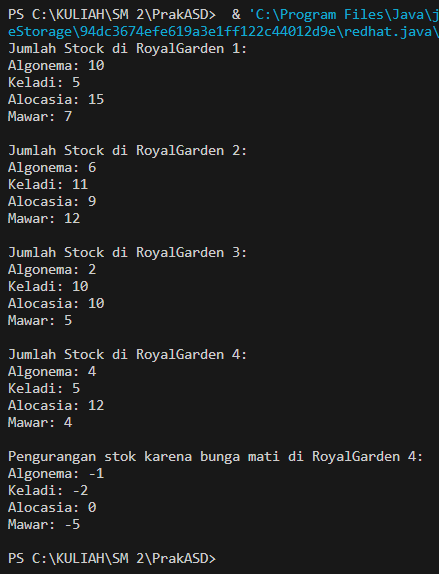 PS C:\KULIAH\SM 2\PrakASD>  & 'C:\Program Files\Java\j
eStorage\94dc3674efe619a3e1ff122c44012d9e\redhat.java\
Jumlah Stock di RoyalGarden 1:
Algonema: 10
Keladi: 5
Alocasia: 15
Mawar: 7

Jumlah Stock di RoyalGarden 2:
Algonema: 6
Keladi: 11
Alocasia: 9
Mawar: 12

Jumlah Stock di RoyalGarden 3:
Algonema: 2
Keladi: 10
Alocasia: 10
Mawar: 5

Jumlah Stock di RoyalGarden 4:
Algonema: 4
Keladi: 5
Alocasia: 12
Mawar: 4

Pengurangan stok karena bunga mati di RoyalGarden 4:
Algonema: -1
Keladi: -2
Alocasia: 0
Mawar: -5

PS C:\KULIAH\SM 2\PrakASD>